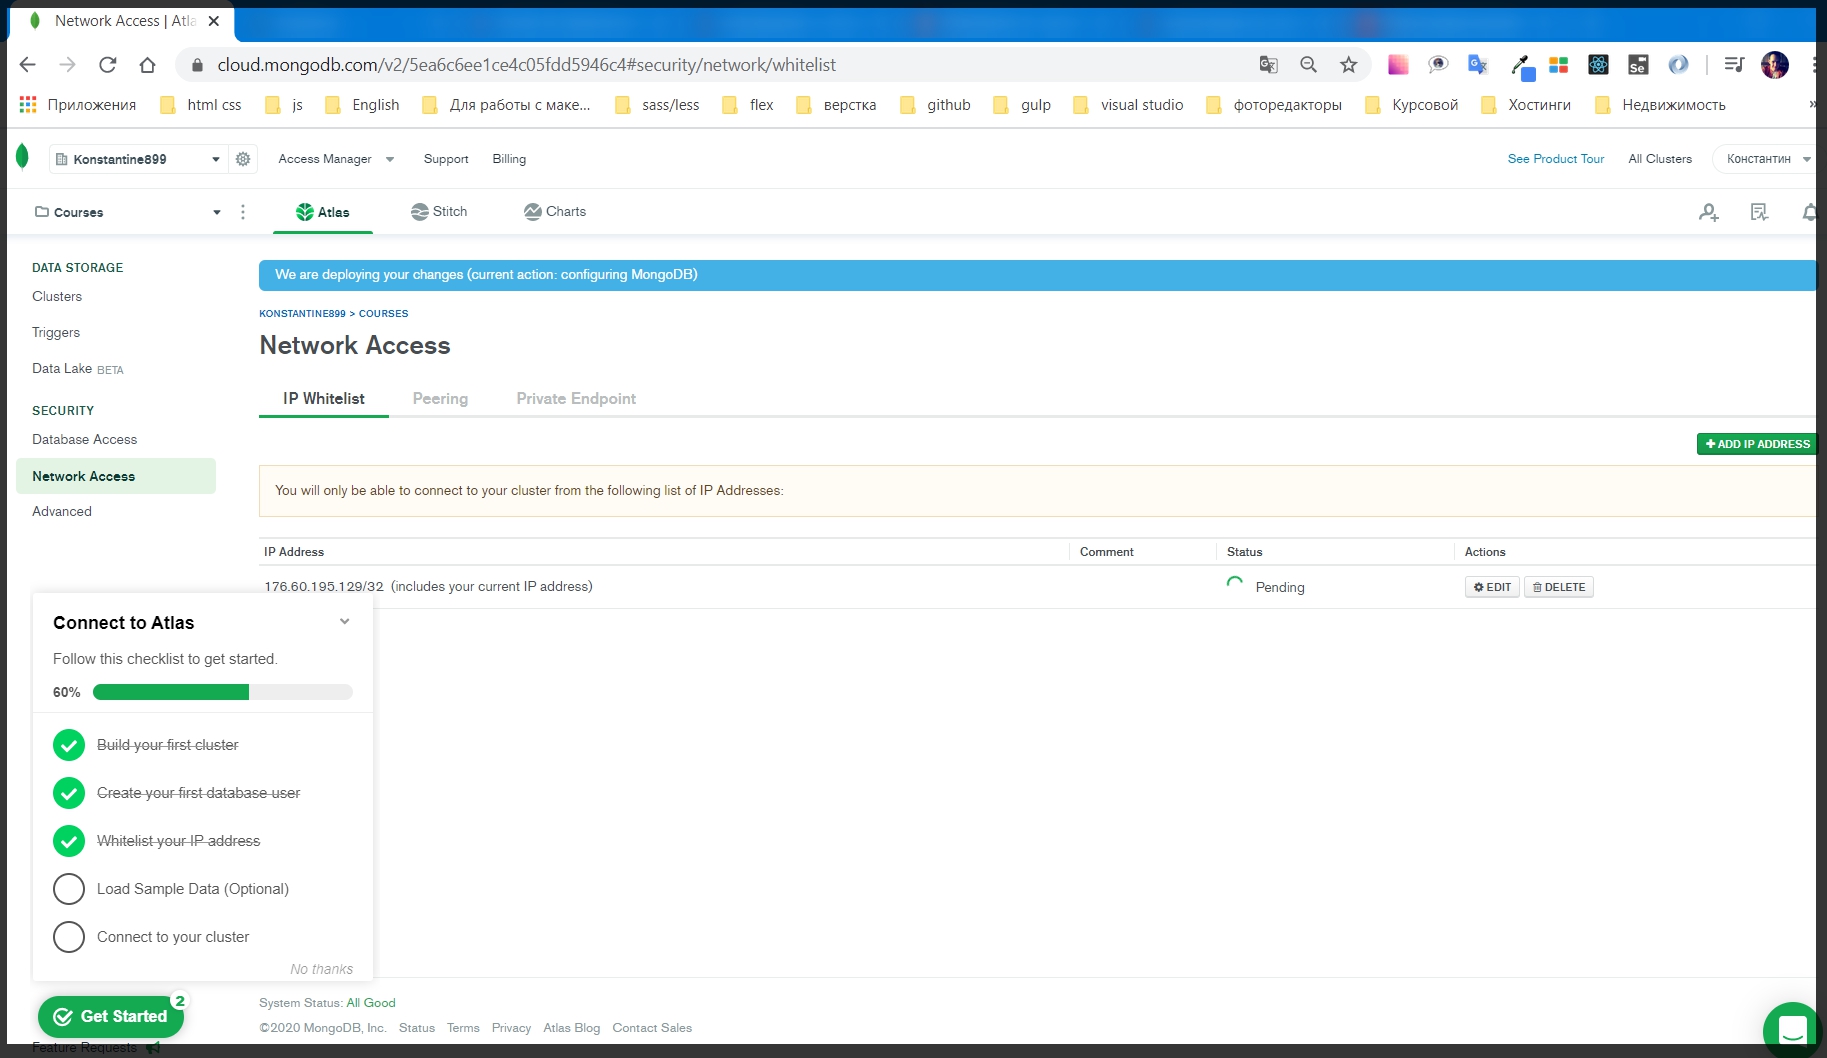 Network Access | Atla
cloud.mongodb.com/v2/5ea6c6ee1ce4c05fdd5946c4#security/network/whitelist
Приложения html css js English Для работы с маке... sass/less flex верстка github gulp visual studio фоторедакторы Курсовой Хостинги Недвижимость »
Konstantine899 Access Manager Support Billing See Product Tour All Clusters Константин
Courses Atlas Stitch Charts
DATA STORAGE
Clusters
Triggers
Data Lake BETA
SECURITY
Database Access
Network Access
Advanced
We are deploying your changes (current action: configuring MongoDB)
KONSTANTINE899 > COURSES
Network Access
IP Whitelist Peering Private Endpoint
+ ADD IP ADDRESS
You will only be able to connect to your cluster from the following list of IP Addresses:
IP Address Comment Status Actions
176.60.195.129/32 (includes your current IP address) Pending EDIT DELETE
Connect to Atlas
Follow this checklist to get started.
60%
Build your first cluster
Create your first database user
Whitelist your IP address
Load Sample Data (Optional)
Connect to your cluster
No thanks
Get Started 2
Feature Requests
System Status: All Good
©2020 MongoDB, Inc. Status Terms Privacy Atlas Blog Contact Sales